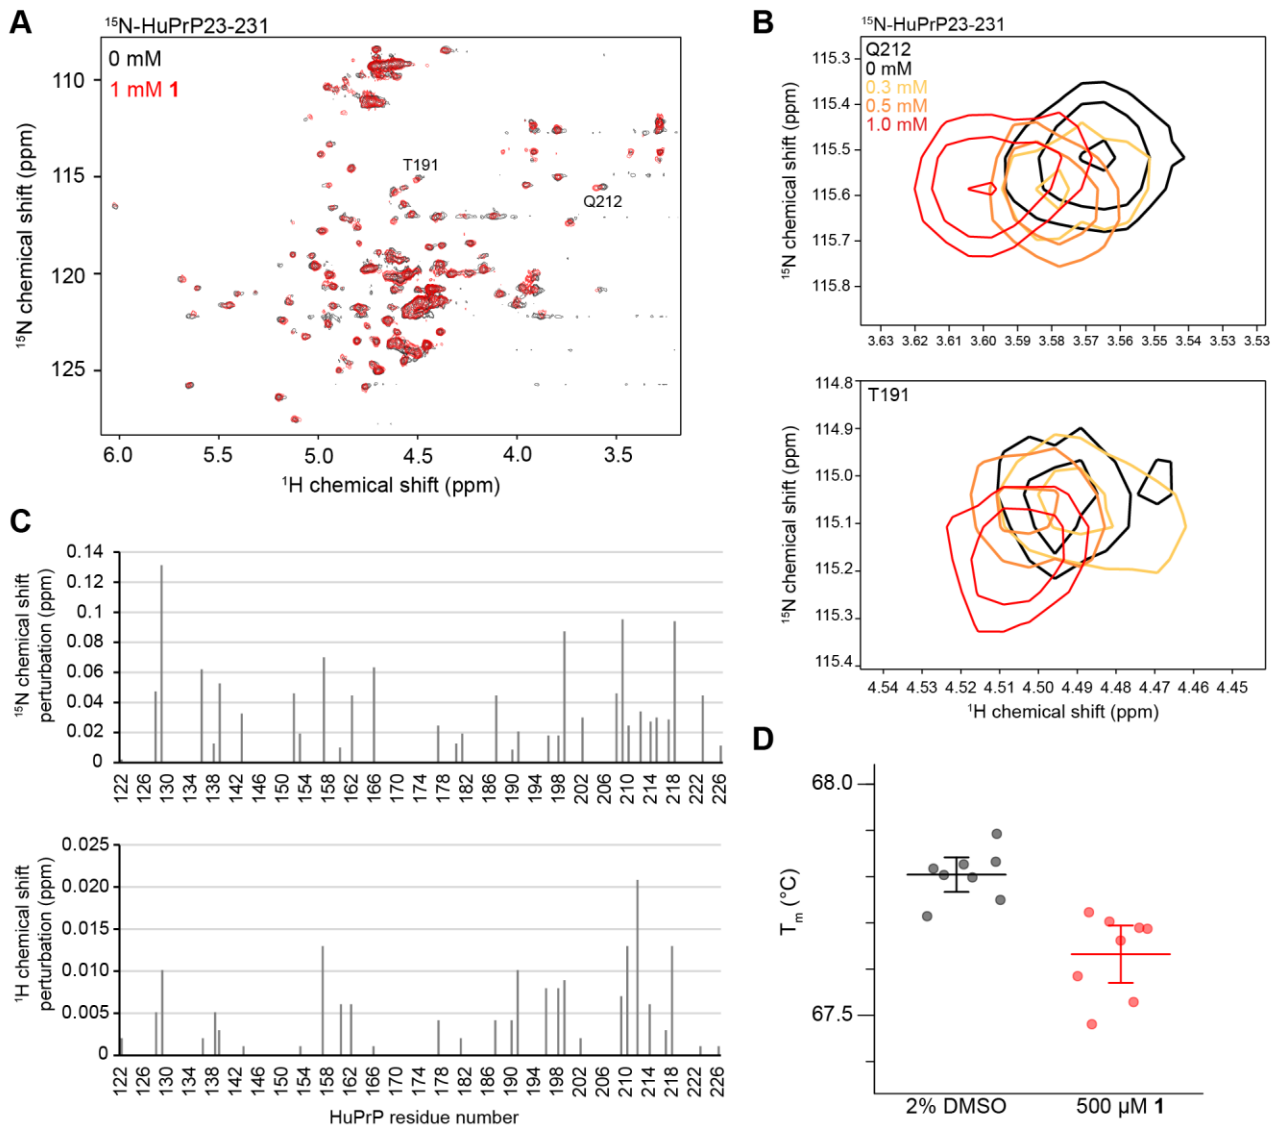 A
¹⁵N-HuPrP23-231
0 mM
1 mM 1
T191
Q212
110
115
120
125
¹⁵N chemical shift (ppm)
6.0 5.5 5.0 4.5 4.0 3.5
¹H chemical shift (ppm)
B
¹⁵N-HuPrP23-231
Q212
0 mM
0.3 mM
0.5 mM
1.0 mM
115.3
115.4
115.5
115.6
115.7
115.8
¹⁵N chemical shift (ppm)
3.63 3.62 3.61 3.60 3.59 3.58 3.57 3.56 3.55 3.54 3.53 3.53
T191
114.8
114.9
115.0
115.1
115.2
115.3
115.4
¹⁵N chemical shift (ppm)
4.54 4.53 4.52 4.51 4.50 4.49 4.48 4.47 4.46 4.45
¹H chemical shift (ppm)
C
¹⁵N chemical shift
perturbation (ppm)
0.14
0.12
0.1
0.08
0.06
0.04
0.02
0
122 126 130 134 138 142 146 150 154 158 162 166 170 174 178 182 186 190 194 198 202 206 210 214 218 222 226
¹H chemical shift
perturbation (ppm)
0.025
0.020
0.015
0.010
0.005
0
122 126 130 134 138 142 146 150 154 158 162 166 170 174 178 182 186 190 194 198 202 206 210 214 218 222 226
HuPrP residue number
D
68.0
67.5
Tₘ (°C)
2% DMSO 500 µM 1